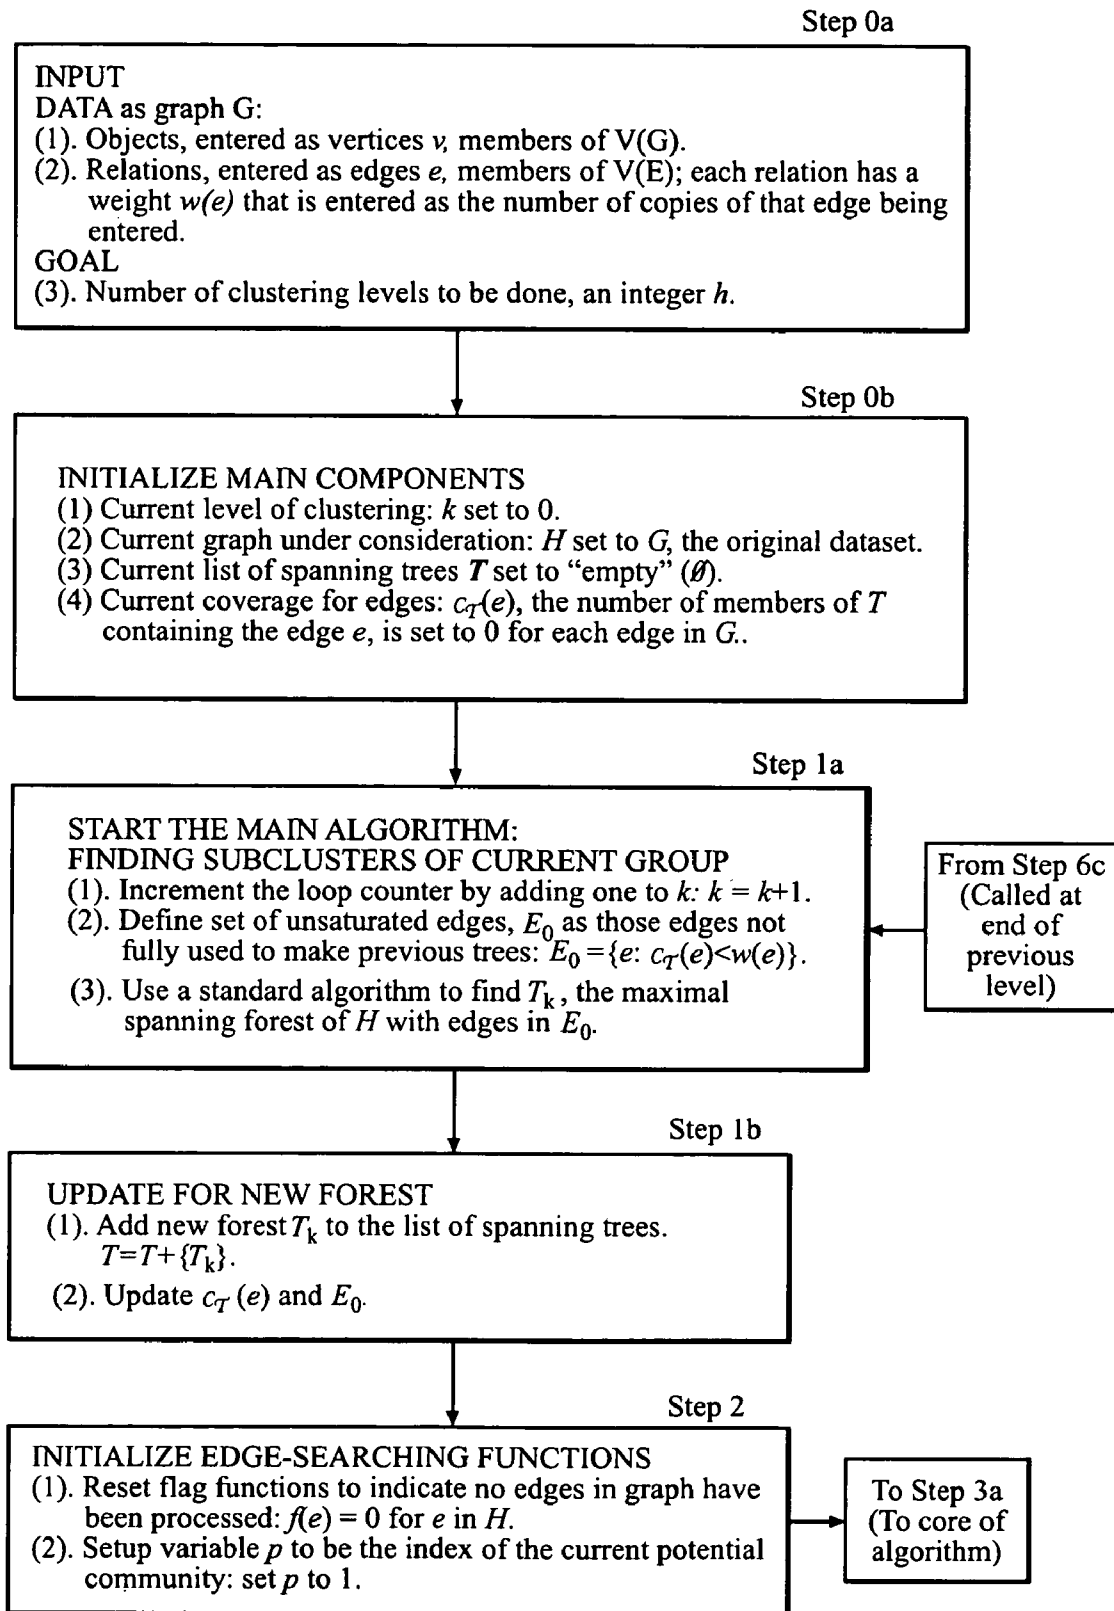 Step 0a
INPUT
DATA as graph G:
(1). Objects, entered as vertices v, members of V(G).
(2). Relations, entered as edges e, members of V(E); each relation has a
weight w(e) that is entered as the number of copies of that edge being
entered.
GOAL
(3). Number of clustering levels to be done, an integer h.
Step 0b
INITIALIZE MAIN COMPONENTS
(1) Current level of clustering: k set to 0.
(2) Current graph under consideration: H set to G, the original dataset.
(3) Current list of spanning trees T set to “empty” (∅).
(4) Current coverage for edges: c_T(e), the number of members of T
containing the edge e, is set to 0 for each edge in G..
Step 1a
START THE MAIN ALGORITHM:
FINDING SUBCLUSTERS OF CURRENT GROUP
(1). Increment the loop counter by adding one to k: k = k+1.
(2). Define set of unsaturated edges, E₀ as those edges not
fully used to make previous trees: E₀ = {e: c_T(e)<w(e)}.
(3). Use a standard algorithm to find T_k, the maximal
spanning forest of H with edges in E₀.
From Step 6c
(Called at
end of
previous
level)
Step 1b
UPDATE FOR NEW FOREST
(1). Add new forest T_k to the list of spanning trees.
T=T+{T_k}.
(2). Update c_T (e) and E₀.
Step 2
INITIALIZE EDGE-SEARCHING FUNCTIONS
(1). Reset flag functions to indicate no edges in graph have
been processed: f(e) = 0 for e in H.
(2). Setup variable p to be the index of the current potential
community: set p to 1.
To Step 3a
(To core of
algorithm)